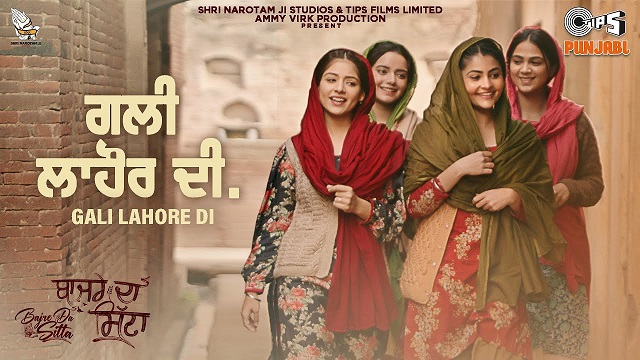 SHRI NAROTAM JI STUDIOS & TIPS FILMS LIMITED
AMMY VIRK PRODUCTION
PRESENT
TIPS
PUNJABI
ਗਲੀ
ਲਾਹੋਰ ਦੀ.
GALI LAHORE DI
ਬਾਜਰੇ ਦਾ
ਸਿੱਟਾ
Bajre Da
Sitta